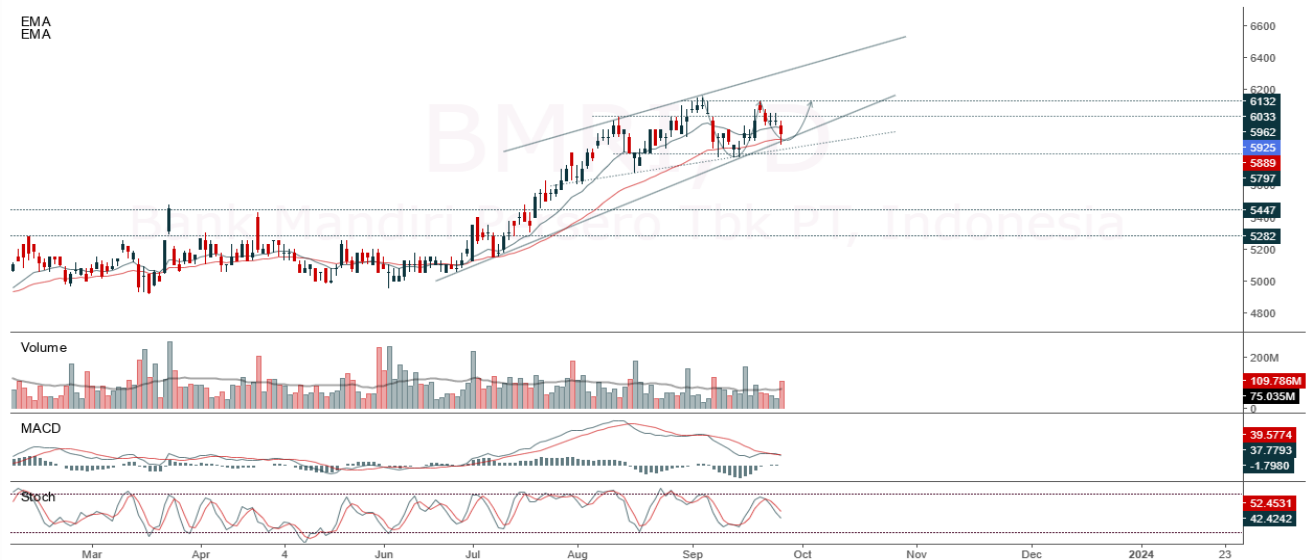 EMA
EMA
6600
6400
6200
6132
6033
5962
5925
5889
5797
5600
5447
5282
5200
5000
4800
BMRI, D
Bank Mandiri Persero Tbk PT, Indonesia
Volume
200M
109.786M
75.035M
0
MACD
39.5774
37.7793
-1.7980
Stoch
52.4531
42.4242
Mar Apr 4 Jun Jul Aug Sep Oct Nov Dec 2024 23